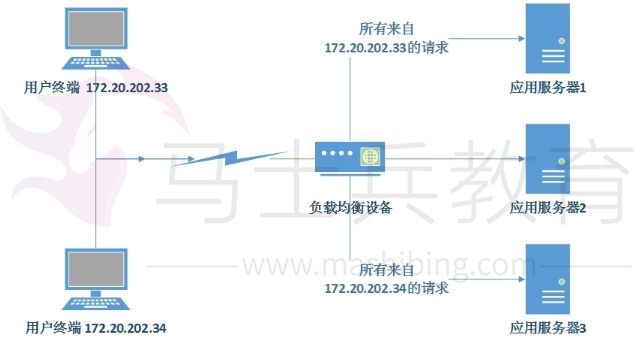 所有来自
172.20.202.33的请求
用户终端 172.20.202.33
应用服务器1
马士兵教育
负载均衡设备
应用服务器2
www.mashibing.com
所有来自
172.20.202.34的请求
用户终端 172.20.202.34
应用服务器3